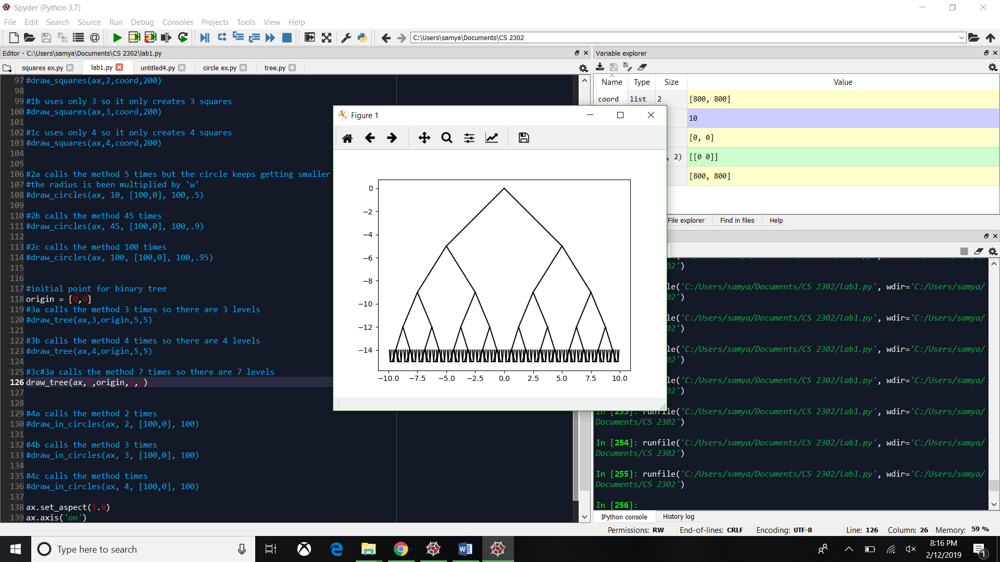 Spyder (Python 3.7)
File Edit Search Source Run Debug Consoles Projects Tools View Help
C:\Users\samya\Documents\CS 2302
Editor - C:\Users\samya\Documents\CS 2302\lab1.py
squares ex.py lab1.py untitled4.py circle ex.py tree.py
97 #draw_squares(ax,2,coord,200)
98
99 #1b uses only 3 so it only creates 3 squares
100 #draw_squares(ax,3,coord,200)
101
102 #1c uses only 4 so it only creates 4 squares
103 #draw_squares(ax,4,coord,200)
104
105
106 #2a calls the method 5 times but the circle keeps getting smaller
107 #the radius is been multiplied by 'w'
108 #draw_circles(ax, 10, [100,0], 100,.5)
109
110 #2b calls the method 45 times
111 #draw_circles(ax, 45, [100,0], 100,.9)
112
113 #2c calls the method 100 times
114 #draw_circles(ax, 100, [100,0], 100,.95)
115
116
117 #initial point for binary tree
118 origin = [0,0]
119 #3a calls the method 3 times so there are 3 levels
120 #draw_tree(ax,3,origin,5,5)
121
122 #3b calls the method 4 times so there are 4 levels
123 #draw_tree(ax,4,origin,5,5)
124
125 #3c#3a calls the method 7 times so there are 7 levels
126 draw_tree(ax,7,origin,5,5)
127
128
129 #4a calls the method 2 times
130 #draw_in_circles(ax, 2, [100,0], 100)
131
132 #4b calls the method 3 times
133 #draw_in_circles(ax, 3, [100,0], 100)
134
135 #4c calls the method times
136 #draw_in_circles(ax, 4, [100,0], 100)
137
138 ax.set_aspect(1.0)
139 ax.axis('on')
Figure 1
0
−2
−4
−6
−8
−10
−12
−14
−10.0 −7.5 −5.0 −2.5 0.0 2.5 5.0 7.5 10.0
Variable explorer
Name Type Size Value
coord list 2 [800, 800]
10
[0, 0]
, 2) [[0 0]]
[800, 800]
File explorer Find in files Help
02')
le('C:/Users/samya/Documents/CS 2302/lab1.py', wdir='C:/Users/samya/
02')
le('C:/Users/samya/Documents/CS 2302/lab1.py', wdir='C:/Users/samya/
02')
le('C:/Users/samya/Documents/CS 2302/lab1.py', wdir='C:/Users/samya/
02')
le('C:/Users/samya/Documents/CS 2302/lab1.py', wdir='C:/Users/samya/
02')
In [253]: runfile('C:/Users/samya/Documents/CS 2302/lab1.py', wdir='C:/Users/samya/
Documents/CS 2302')
In [254]: runfile('C:/Users/samya/Documents/CS 2302/lab1.py', wdir='C:/Users/samya/
Documents/CS 2302')
In [255]: runfile('C:/Users/samya/Documents/CS 2302/lab1.py', wdir='C:/Users/samya/
Documents/CS 2302')
In [256]:
IPython console History log
Permissions: RW End-of-lines: CRLF Encoding: UTF-8 Line: 126 Column: 26 Memory: 59 %
Type here to search
8:16 PM
2/12/2019
1